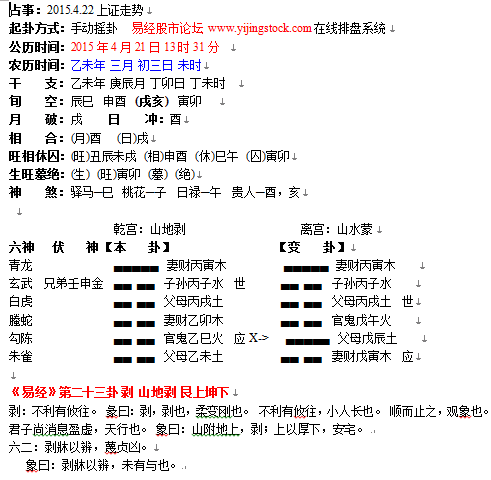 占事：2015.4.22 上证走势
起卦方式：手动摇卦 易经股市论坛 www.yijingstock.com 在线排盘系统
公历时间：2015 年 4 月 21 日 13 时 31 分
农历时间：乙未年 三月 初三日 未时
干 支：乙未年 庚辰月 丁卯日 丁未时
旬 空：辰巳 申酉 (戌亥) 寅卯
月 破：戌 日 冲：酉
相 合：(月)酉 (日)戌
旺相休囚：(旺)丑辰未戌 (相)申酉 (休)巳午 (囚)寅卯
生旺墓绝：(生) (旺)寅卯 (墓) (绝)
神 煞：驿马─巳 桃花─子 日禄─午 贵人─酉，亥
乾宫：山地剥 离宫：山水蒙
六神 伏 神【本 卦】 【变 卦】
青龙 妻财丙寅木 妻财丙寅木
玄武 兄弟壬申金 子孙丙子水 世 子孙丙子水
白虎 父母丙戌土 父母丙戌土 世
螣蛇 妻财乙卯木 官鬼戊午火
勾陈 官鬼乙巳火 应 X-> 父母戊辰土
朱雀 父母乙未土 妻财戊寅木 应
《易经》第二十三卦 剥 山地剥 艮上坤下
剥：不利有攸往。 彖曰：剥，剥也，柔变刚也。 不利有攸往，小人长也。 顺而止之，观象也。
君子尚消息盈虚，天行也。 象曰：山附地上，剥；上以厚下，安宅。
六二：剥牀以辨，蔑贞凶。
象曰：剥牀以辨，未有与也。